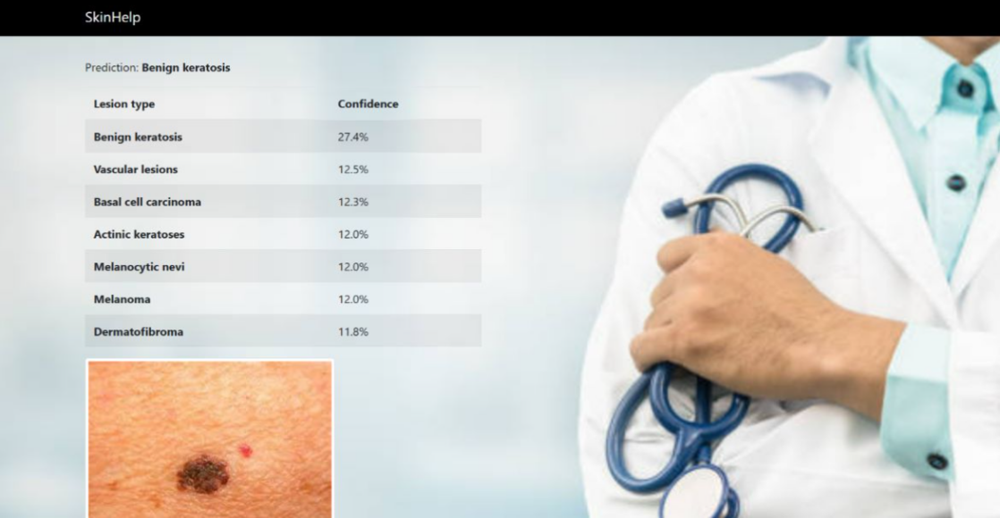 SkinHelp
Prediction: Benign keratosis
Lesion type Confidence
Benign keratosis 27.4%
Vascular lesions 12.5%
Basal cell carcinoma 12.3%
Actinic keratoses 12.0%
Melanocytic nevi 12.0%
Melanoma 12.0%
Dermatofibroma 11.8%